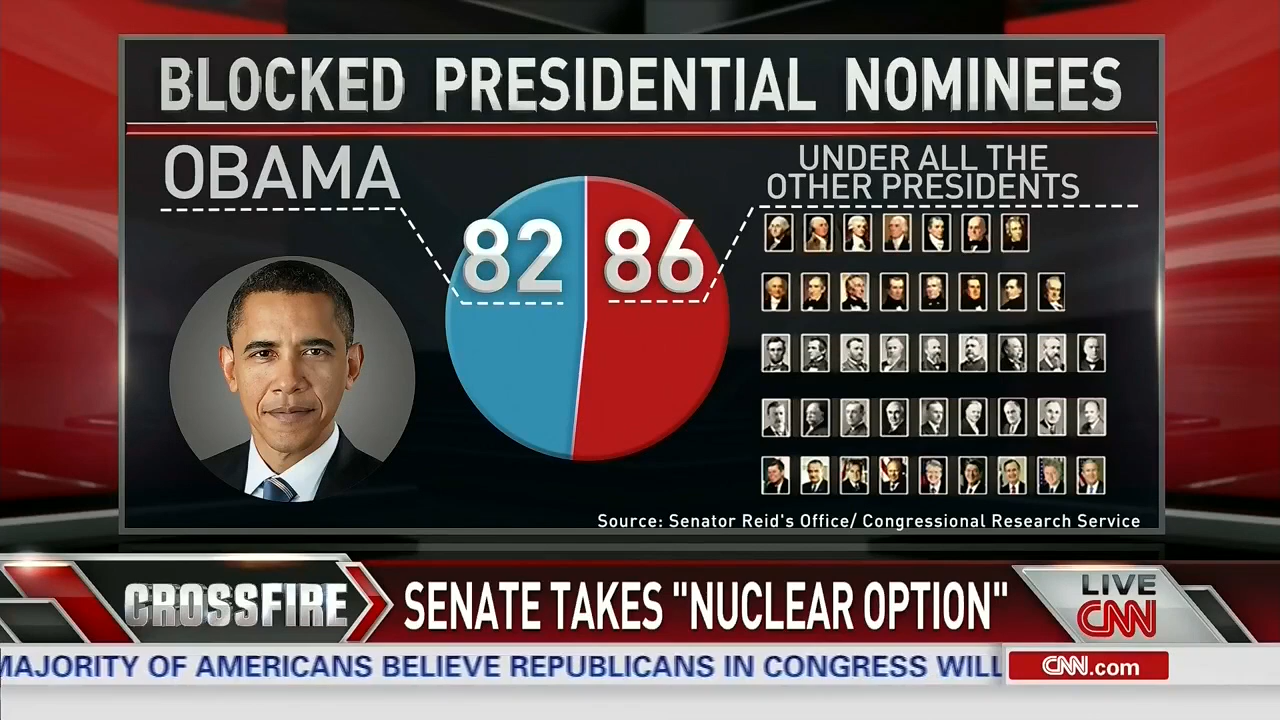 BLOCKED PRESIDENTIAL NOMINEES
OBAMA
82
86
UNDER ALL THE
OTHER PRESIDENTS
Source: Senator Reid's Office/ Congressional Research Service
CROSSFIRE
SENATE TAKES "NUCLEAR OPTION"
LIVE
CNN
MAJORITY OF AMERICANS BELIEVE REPUBLICANS IN CONGRESS WILL
CNN.com